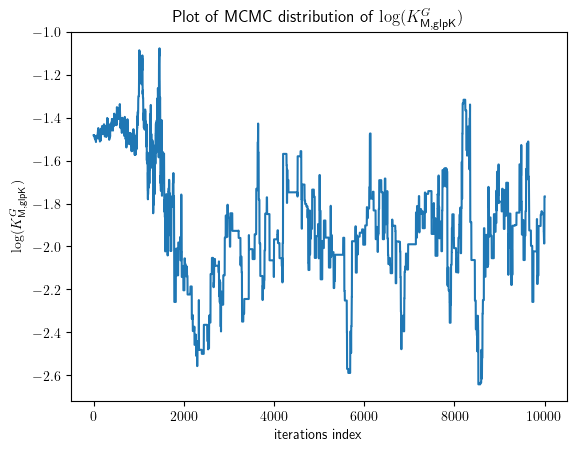 Plot of MCMC distribution of log(K^G_{M,glpK})
−1.0
−1.2
−1.4
−1.6
−1.8
−2.0
−2.2
−2.4
−2.6
log(K^G_{M,glpK})
0 2000 4000 6000 8000 10000
iterations index